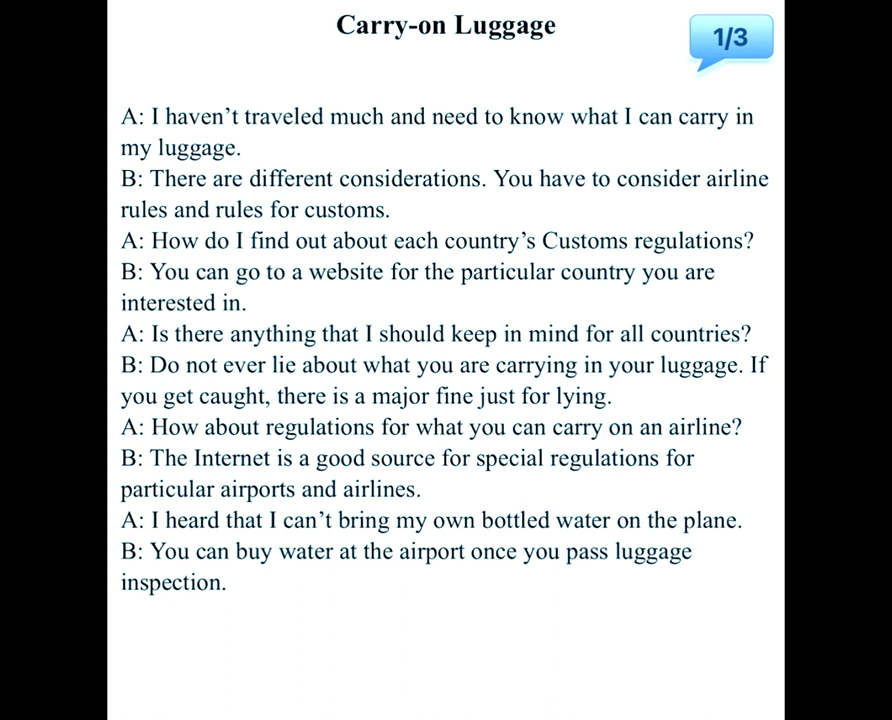 Carry-on Luggage
1/3
A: I haven’t traveled much and need to know what I can carry in
my luggage.
B: There are different considerations. You have to consider airline
rules and rules for customs.
A: How do I find out about each country’s Customs regulations?
B: You can go to a website for the particular country you are
interested in.
A: Is there anything that I should keep in mind for all countries?
B: Do not ever lie about what you are carrying in your luggage. If
you get caught, there is a major fine just for lying.
A: How about regulations for what you can carry on an airline?
B: The Internet is a good source for special regulations for
particular airports and airlines.
A: I heard that I can’t bring my own bottled water on the plane.
B: You can buy water at the airport once you pass luggage
inspection.